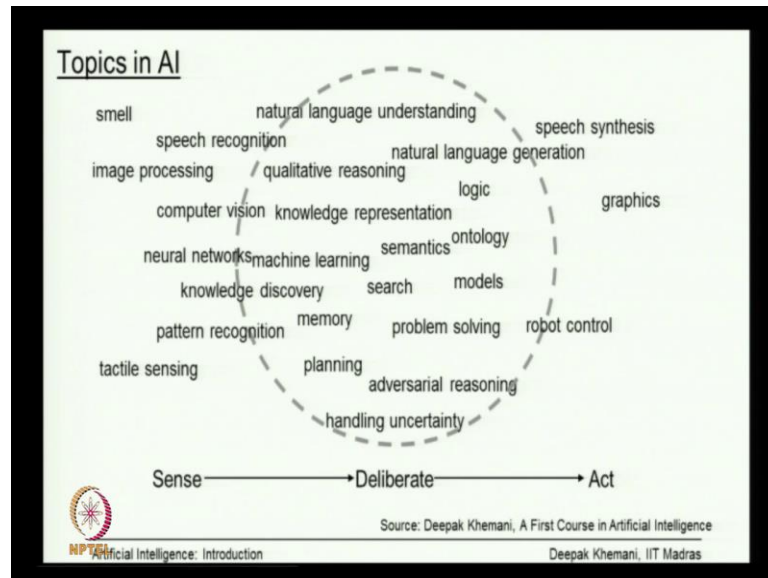 Topics in AI
smell
natural language understanding
speech synthesis
speech recognition
natural language generation
image processing
qualitative reasoning
logic
graphics
computer vision
knowledge representation
ontology
semantics
neural networks
machine learning
knowledge discovery
search
models
memory
pattern recognition
problem solving
robot control
tactile sensing
planning
adversarial reasoning
handling uncertainty
Sense Deliberate Act
Source: Deepak Khemani, A First Course in Artificial Intelligence
NPTEL
Artificial Intelligence: Introduction
Deepak Khemani, IIT Madras